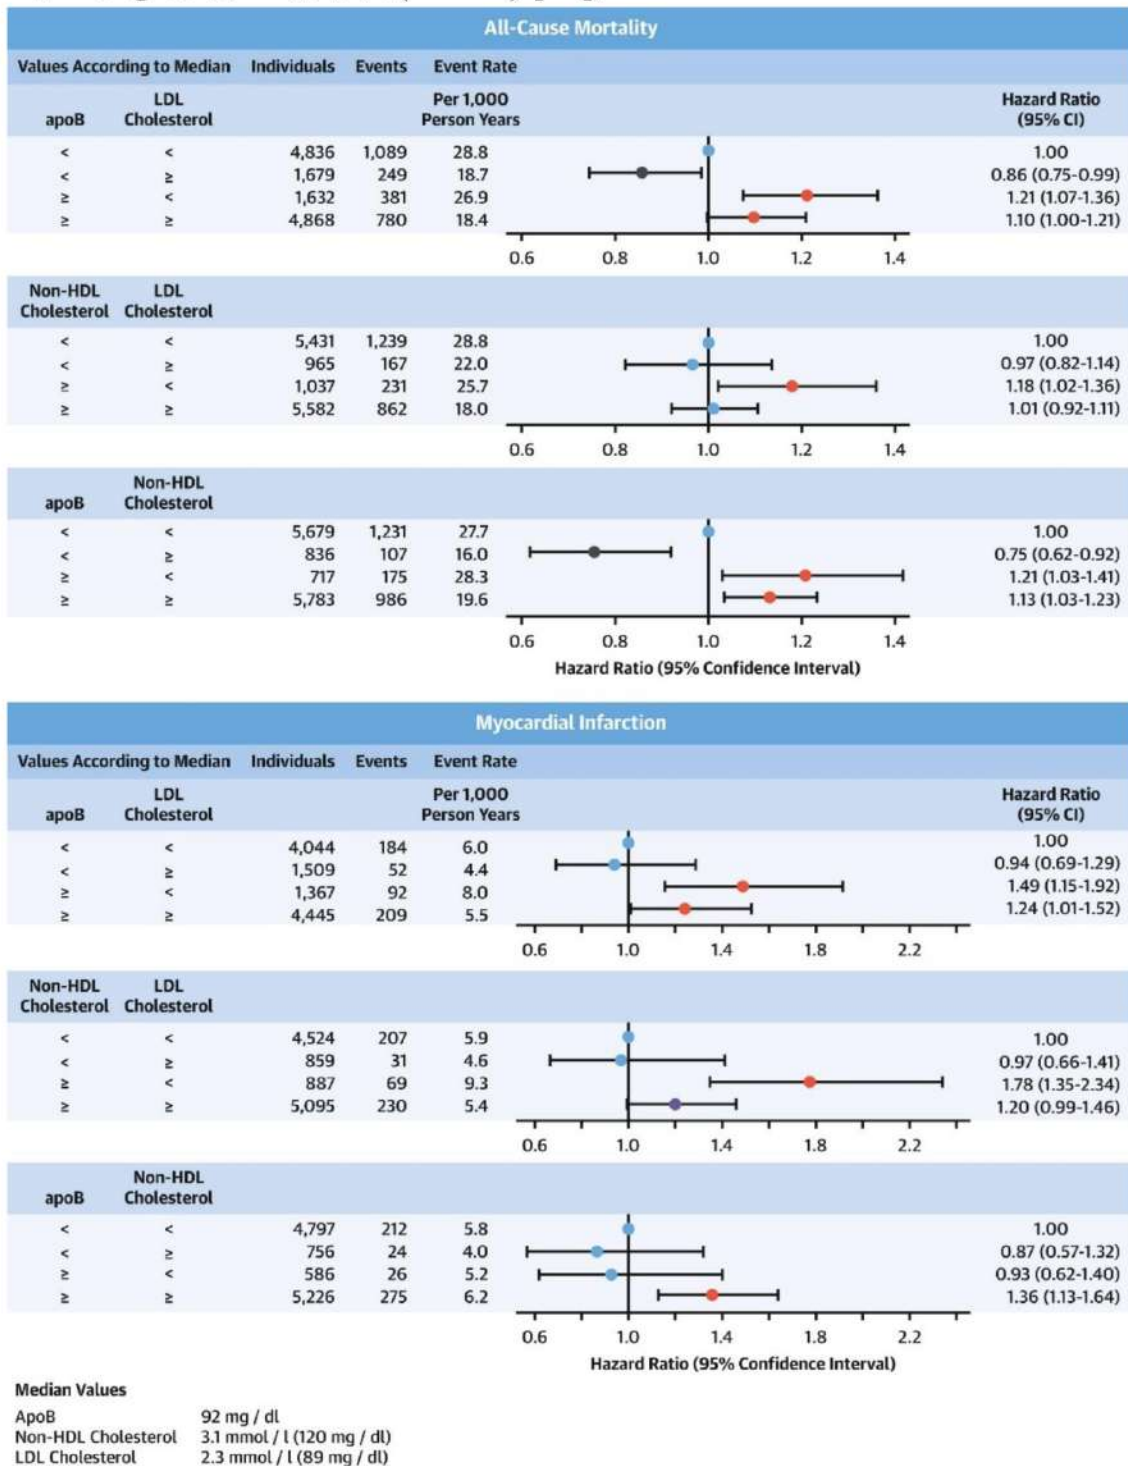 All-Cause Mortality
Values According to Median Individuals Events Event Rate
apoB LDL Cholesterol Per 1,000 Person Years Hazard Ratio (95% CI)
< < 4,836 1,089 28.8 1.00
< ≥ 1,679 249 18.7 0.86 (0.75-0.99)
≥ < 1,632 381 26.9 1.21 (1.07-1.36)
≥ ≥ 4,868 780 18.4 1.10 (1.00-1.21)
0.6 0.8 1.0 1.2 1.4
Non-HDL Cholesterol LDL Cholesterol
< < 5,431 1,239 28.8 1.00
< ≥ 965 167 22.0 0.97 (0.82-1.14)
≥ < 1,037 231 25.7 1.18 (1.02-1.36)
≥ ≥ 5,582 862 18.0 1.01 (0.92-1.11)
0.6 0.8 1.0 1.2 1.4
apoB Non-HDL Cholesterol
< < 5,679 1,231 27.7 1.00
< ≥ 836 107 16.0 0.75 (0.62-0.92)
≥ < 717 175 28.3 1.21 (1.03-1.41)
≥ ≥ 5,783 986 19.6 1.13 (1.03-1.23)
0.6 0.8 1.0 1.2 1.4
Hazard Ratio (95% Confidence Interval)
Myocardial Infarction
Values According to Median Individuals Events Event Rate
apoB LDL Cholesterol Per 1,000 Person Years Hazard Ratio (95% CI)
< < 4,044 184 6.0 1.00
< ≥ 1,509 52 4.4 0.94 (0.69-1.29)
≥ < 1,367 92 8.0 1.49 (1.15-1.92)
≥ ≥ 4,445 209 5.5 1.24 (1.01-1.52)
0.6 1.0 1.4 1.8 2.2
Non-HDL Cholesterol LDL Cholesterol
< < 4,524 207 5.9 1.00
< ≥ 859 31 4.6 0.97 (0.66-1.41)
≥ < 887 69 9.3 1.78 (1.35-2.34)
≥ ≥ 5,095 230 5.4 1.20 (0.99-1.46)
0.6 1.0 1.4 1.8 2.2
apoB Non-HDL Cholesterol
< < 4,797 212 5.8 1.00
< ≥ 756 24 4.0 0.87 (0.57-1.32)
≥ < 586 26 5.2 0.93 (0.62-1.40)
≥ ≥ 5,226 275 6.2 1.36 (1.13-1.64)
0.6 1.0 1.4 1.8 2.2
Hazard Ratio (95% Confidence Interval)
Median Values
ApoB 92 mg / dl
Non-HDL Cholesterol 3.1 mmol / l (120 mg / dl)
LDL Cholesterol 2.3 mmol / l (89 mg / dl)